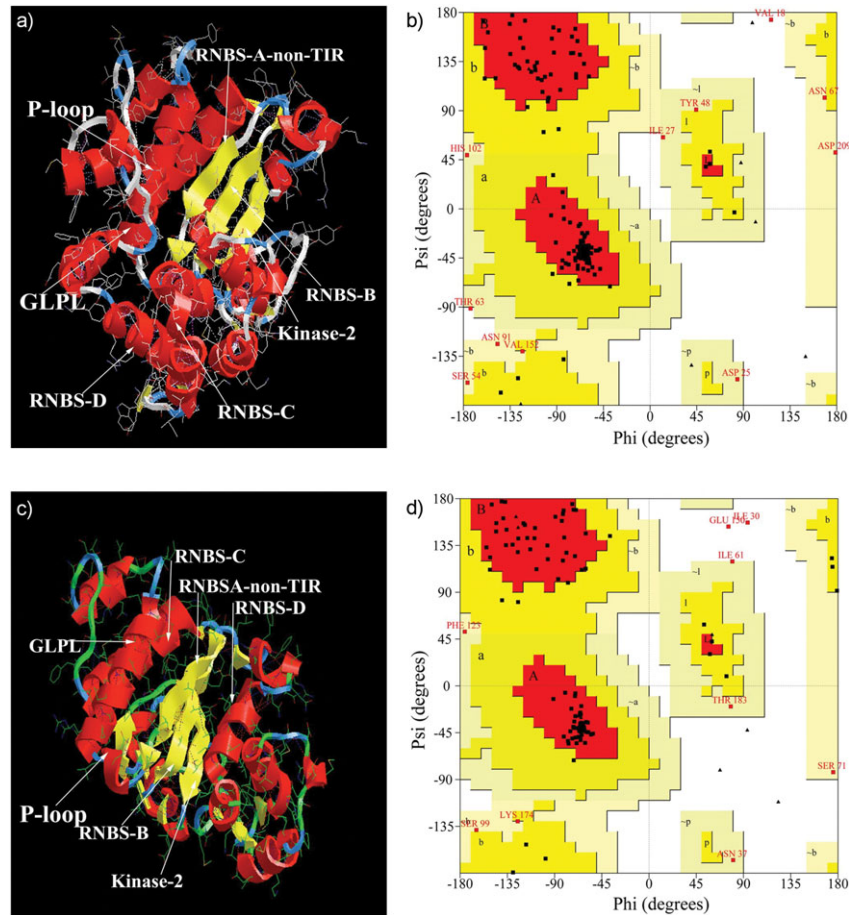 a)
RNBS-A-non-TIR
P-loop
GLPL
RNBS-B
Kinase-2
RNBS-D
RNBS-C
b)
180
135
90
45
0
-45
-90
-135
-180 -135 -90 -45 0 45 90 135 180
Psi (degrees)
Phi (degrees)
B
b
a
A
~a
~b
~b
b
~l
l
~p
p
~b
b
~b
VAL 18
ASN 67
TYR 48
ILE 27
HIS 102
ASP 209
THR 63
ASN 91
VAL 152
SER 54
ASP 25
c)
RNBS-C
RNBSA-non-TIR
RNBS-D
GLPL
P-loop
RNBS-B
Kinase-2
d)
180
135
90
45
0
-45
-90
-135
-180 -135 -90 -45 0 45 90 135 180
Psi (degrees)
Phi (degrees)
B
b
a
A
~a
~b
~b
b
~l
l
L
~p
p
~b
b
~b
ILE 30
GLU 150
ILE 61
PHE 123
THR 183
SER 71
LYS 174
SER 99
ASN 37